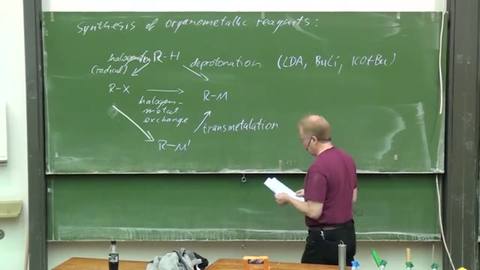 Synthesis of organometallic reagents:
halogenation R-H deprotonation (LDA, BuLi, KOtBu)
(radical)
R-X R-M
halogen-
metal
exchange
transmetalation
R-M'